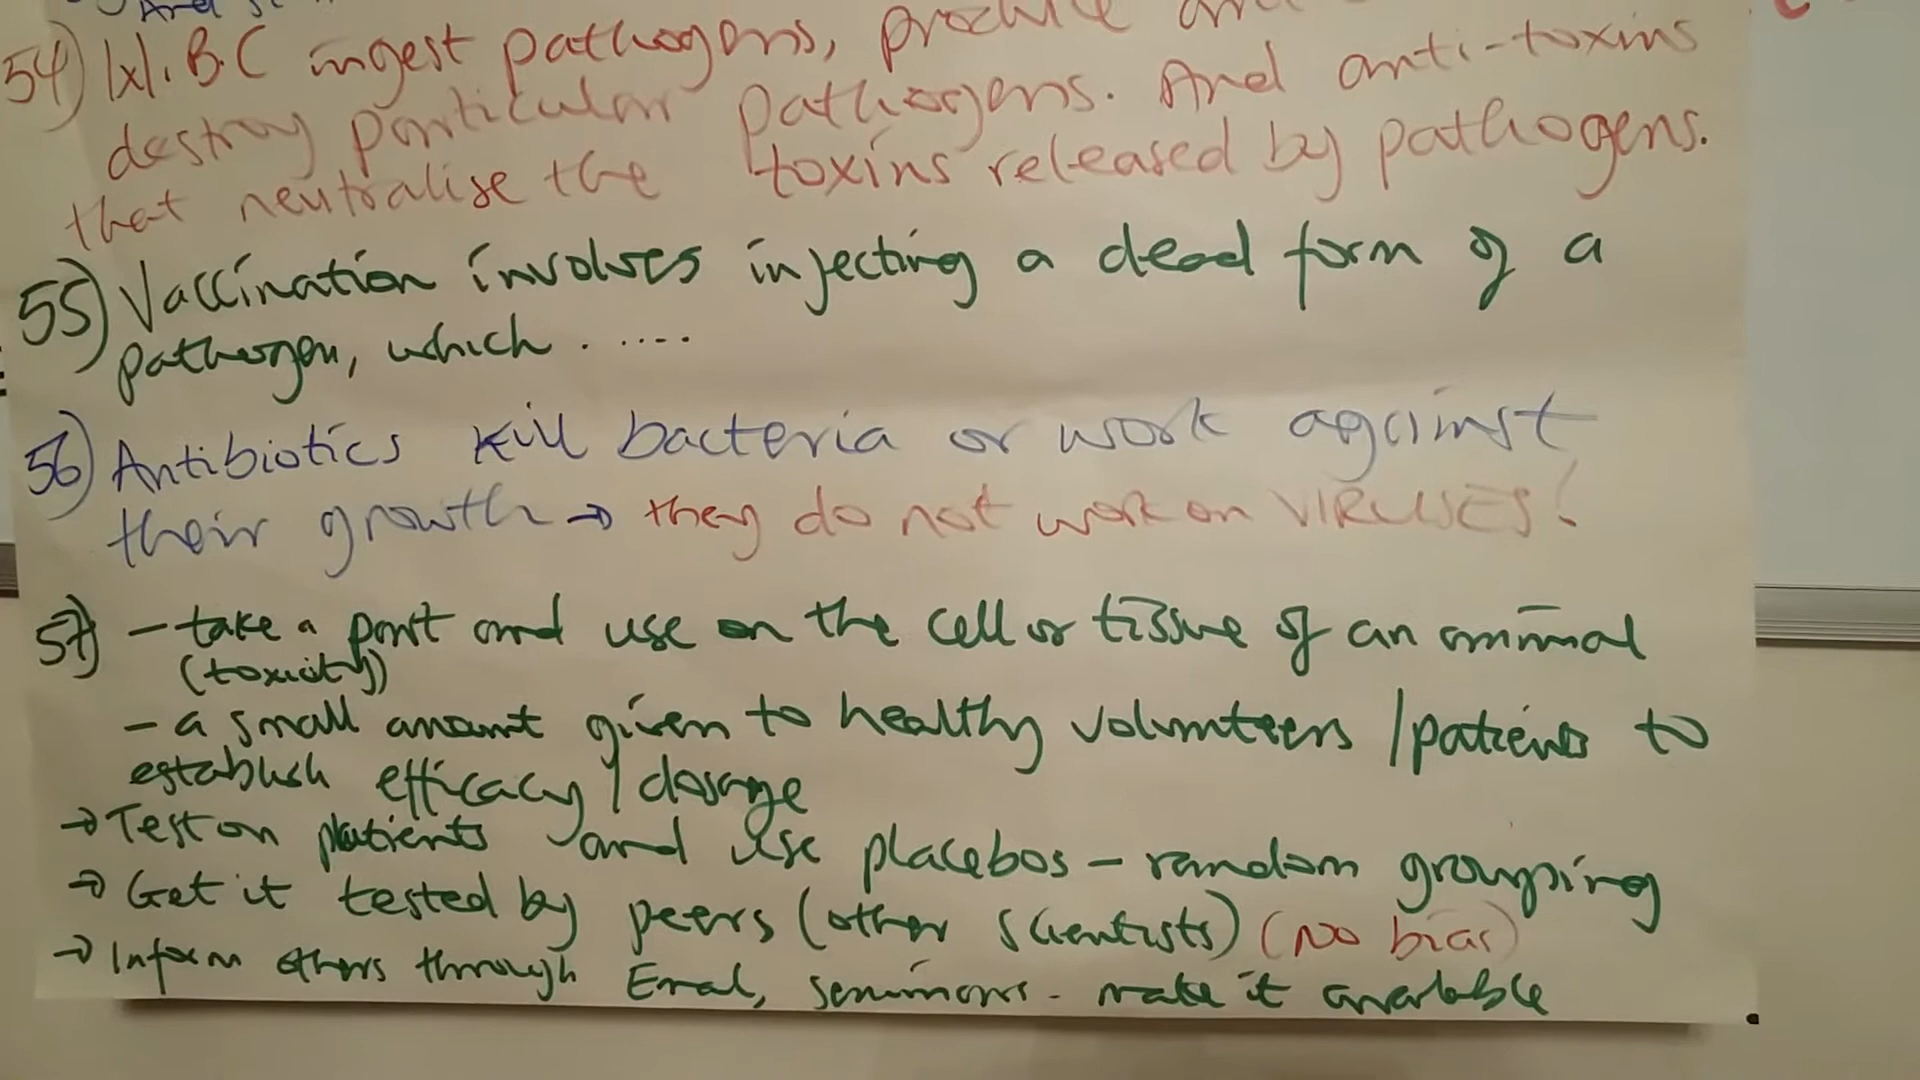 And
54) W.B.C ingest pathogens, produce
destroy particular pathogens. And anti-toxins
that neutralise the toxins released by pathogens.
55) Vaccination involves injecting a dead form of a
pathogen, which .....
56) Antibiotics kill bacteria or work against
their growth → they do not work on VIRUSES!
57) - take a part and use on the cell or tissue of an animal
(toxicity)
- a small amount given to healthy volunteers / patients to
establish efficacy / dosage
→ Test on patients and use placebos - random grouping
→ Get it tested by peers (other scientists) (no bias)
→ Inform others through Email, seminars. make it available